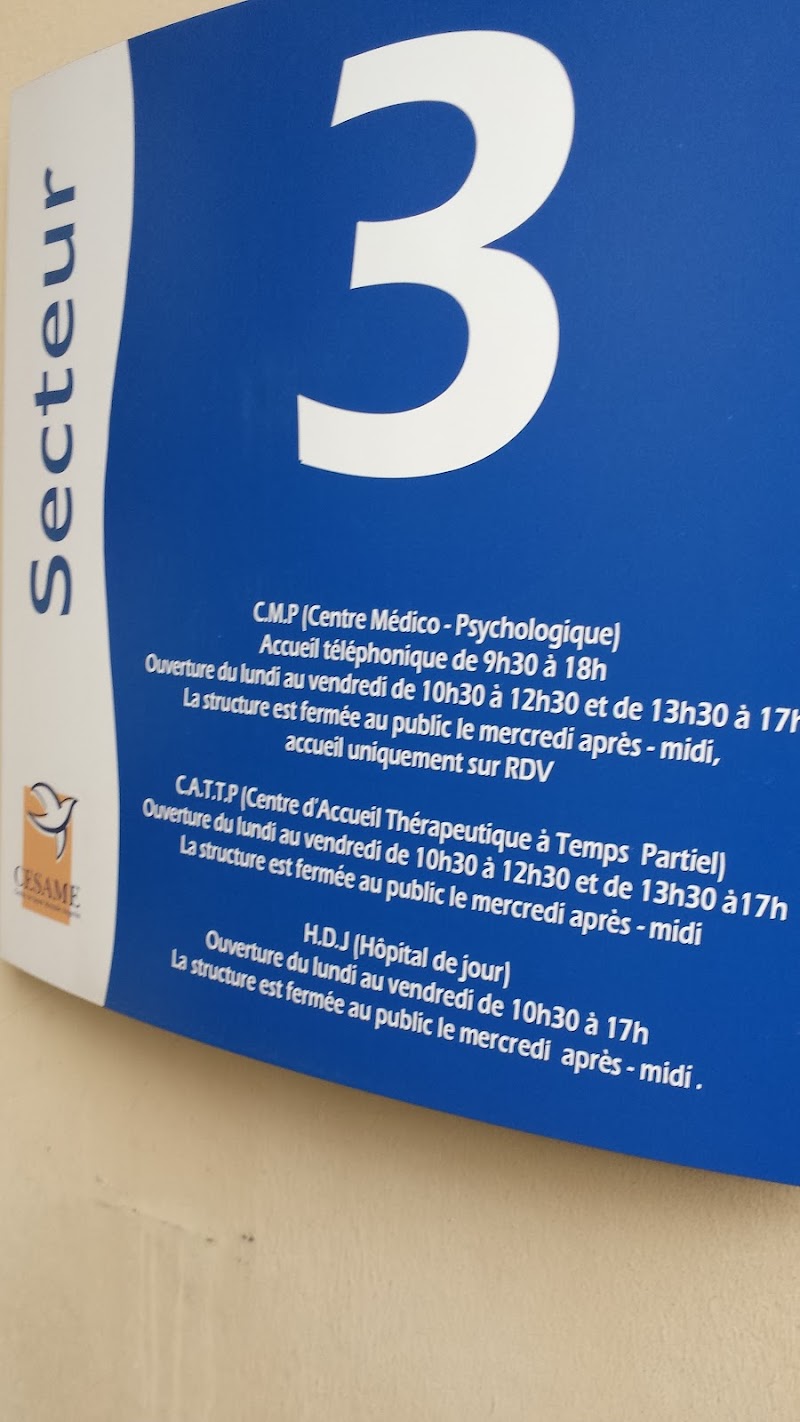 Secteur
3
C.M.P (Centre Médico - Psychologique)
Accueil téléphonique de 9h30 à 18h
Ouverture du lundi au vendredi de 10h30 à 12h30 et de 13h30 à 17h
La structure est fermée au public le mercredi après - midi,
accueil uniquement sur RDV
C.A.T.T.P (Centre d'Accueil Thérapeutique à Temps Partiel)
Ouverture du lundi au vendredi de 10h30 à 12h30 et de 13h30 à17h
La structure est fermée au public le mercredi après - midi
H.D.J (Hôpital de jour)
Ouverture du lundi au vendredi de 10h30 à 17h
La structure est fermée au public le mercredi après - midi .
CESAME